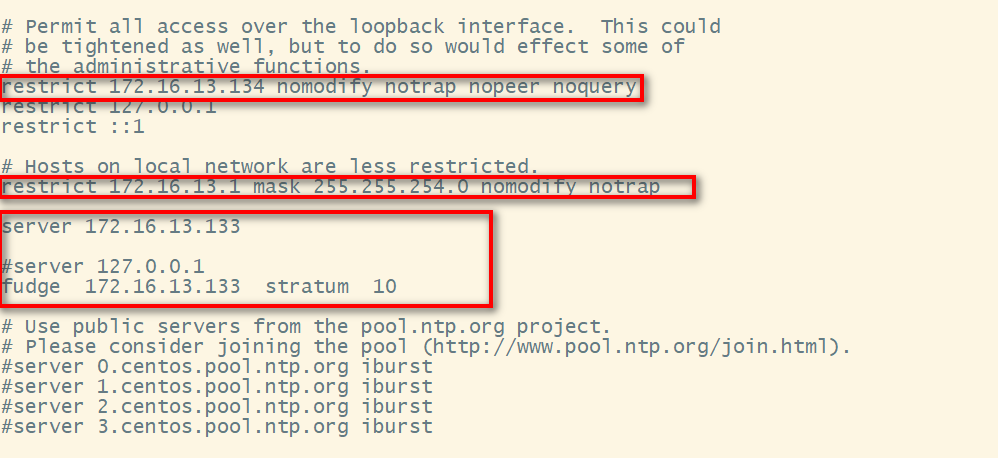 # Permit all access over the loopback interface.  This could
# be tightened as well, but to do so would effect some of
# the administrative functions.
restrict 172.16.13.134 nomodify notrap nopeer noquery
restrict 127.0.0.1
restrict ::1
# Hosts on local network are less restricted.
restrict 172.16.13.1 mask 255.255.254.0 nomodify notrap
server 172.16.13.133
#server 127.0.0.1
fudge  172.16.13.133  stratum  10
# Use public servers from the pool.ntp.org project.
# Please consider joining the pool (http://www.pool.ntp.org/join.html).
#server 0.centos.pool.ntp.org iburst
#server 1.centos.pool.ntp.org iburst
#server 2.centos.pool.ntp.org iburst
#server 3.centos.pool.ntp.org iburst